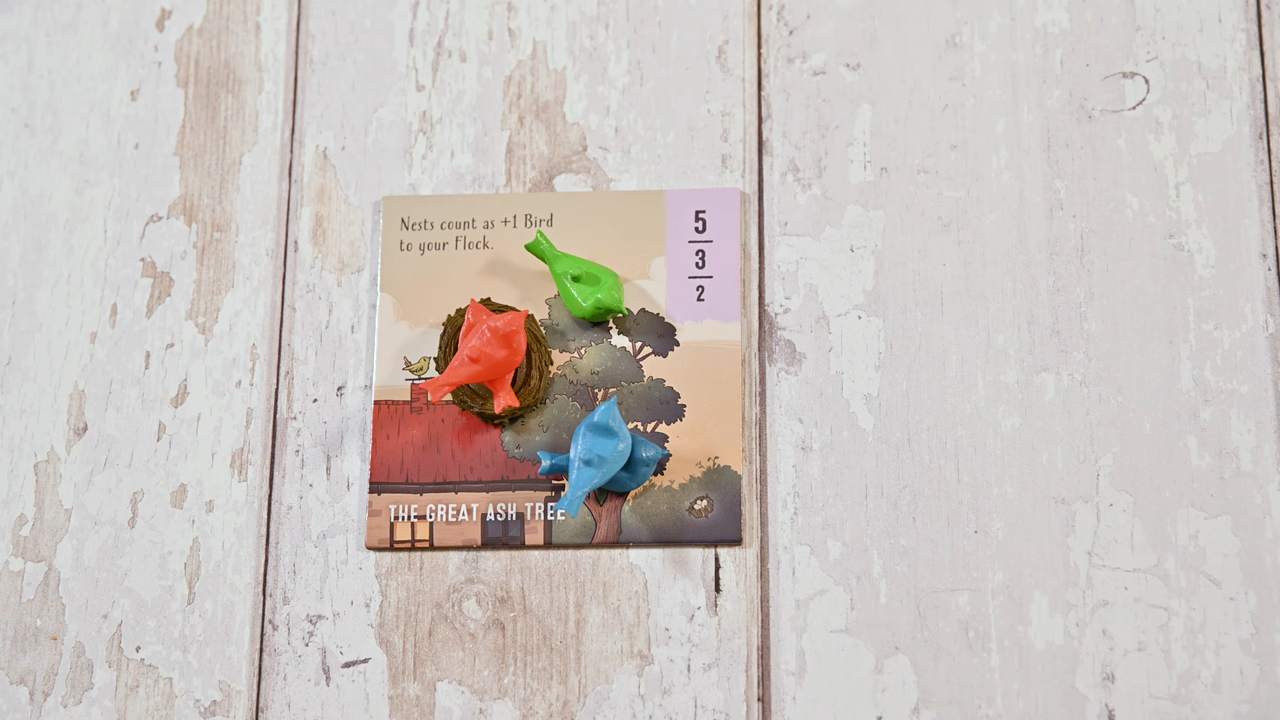 Nests count as +1 Bird
to your Flock.
5
3
2
THE GREAT ASH TREE